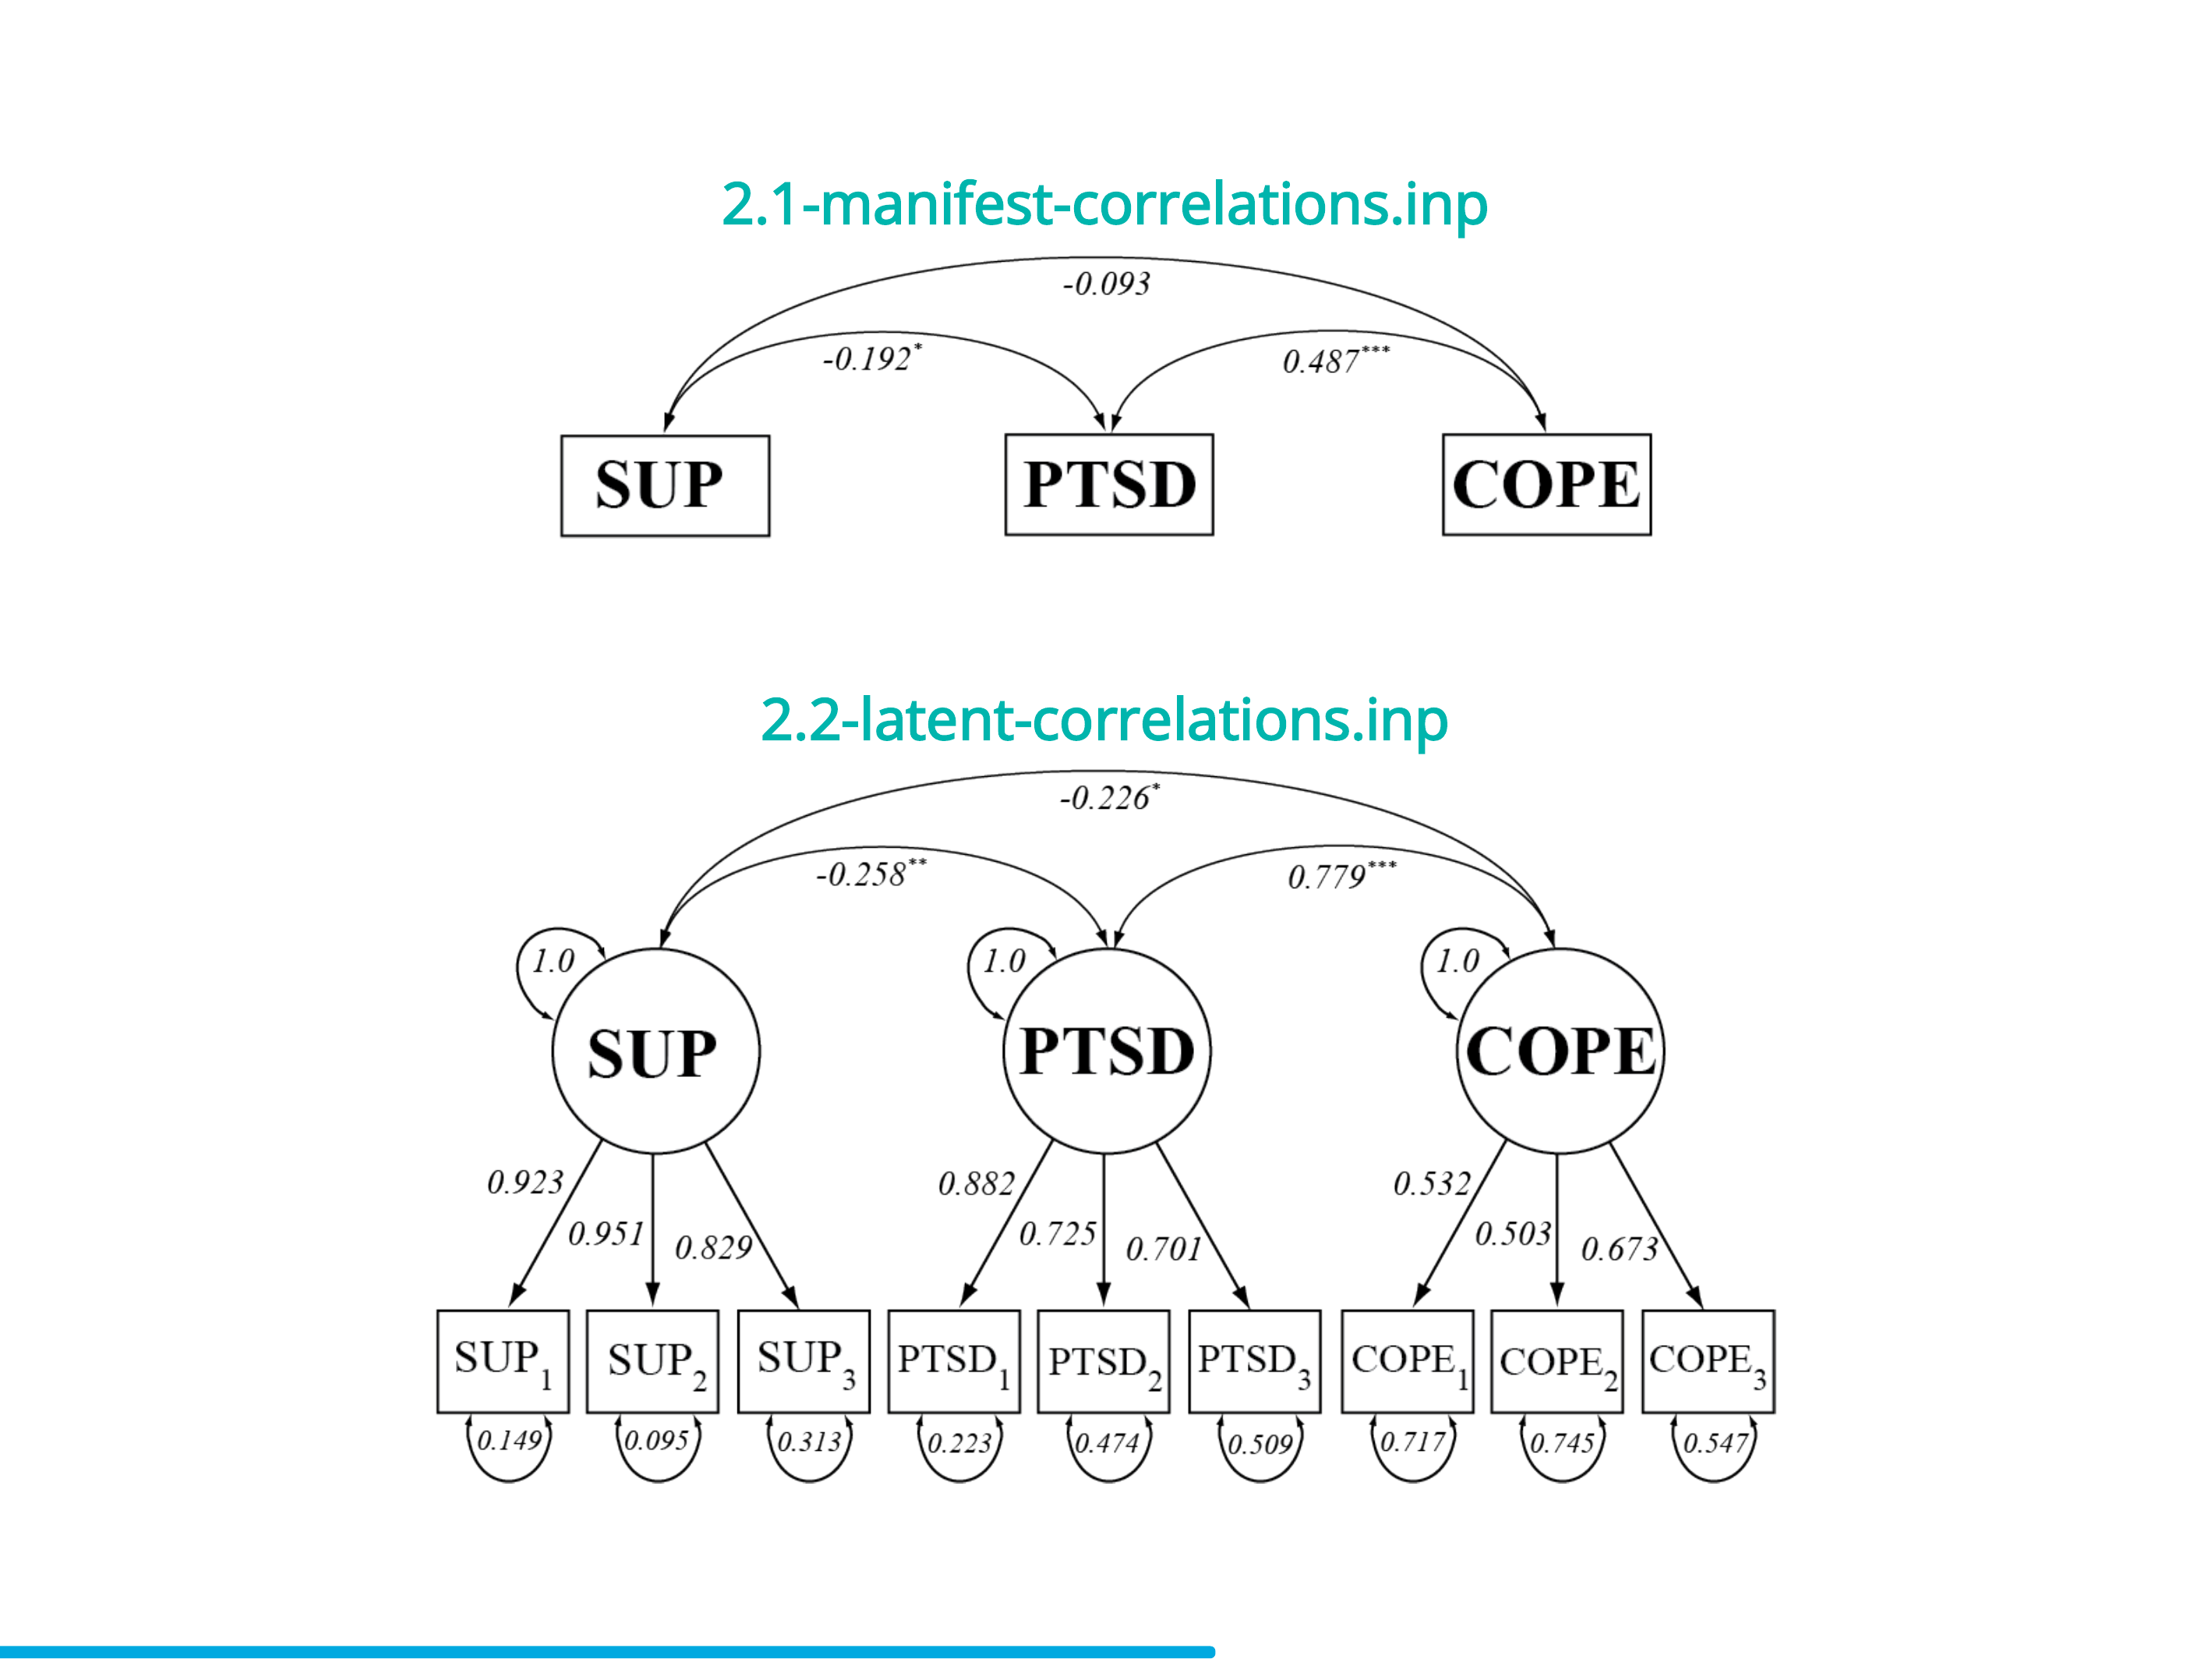 2.1-manifest-correlations.inp
-0.093
-0.192* 0.487***
SUP PTSD COPE
2.2-latent-correlations.inp
-0.226*
-0.258** 0.779***
1.0 1.0 1.0
SUP PTSD COPE
0.923 0.882 0.532
0.951 0.829 0.725 0.701 0.503 0.673
SUP1 SUP2 SUP3 PTSD1 PTSD2 PTSD3 COPE1 COPE2 COPE3
0.149 0.095 0.313 0.223 0.474 0.509 0.717 0.745 0.547